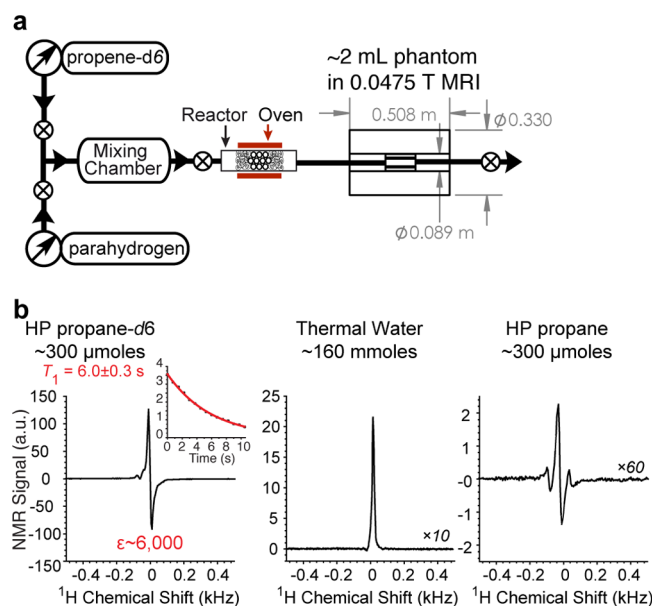 a
propene-d6
~2 mL phantom
in 0.0475 T MRI
Reactor
Oven
0.508 m
Ø0.330
Mixing
Chamber
Ø0.089 m
parahydrogen
b
HP propane-d6
~300 µmoles
T1 = 6.0±0.3 s
Thermal Water
~160 mmoles
HP propane
~300 µmoles
NMR Signal (a.u.)
150
100
50
0
-50
-100
-150
4
3
2
1
0
0 2 4 6 8 10
Time (s)
ε~6,000
-0.4 -0.2 0 0.2 0.4
1H Chemical Shift (kHz)
25
20
15
10
5
0
×10
-0.4 -0.2 0 0.2 0.4
1H Chemical Shift (kHz)
2
1
-0
-1
-2
×60
-0.4 -0.2 0 0.2 0.4
1H Chemical Shift (kHz)